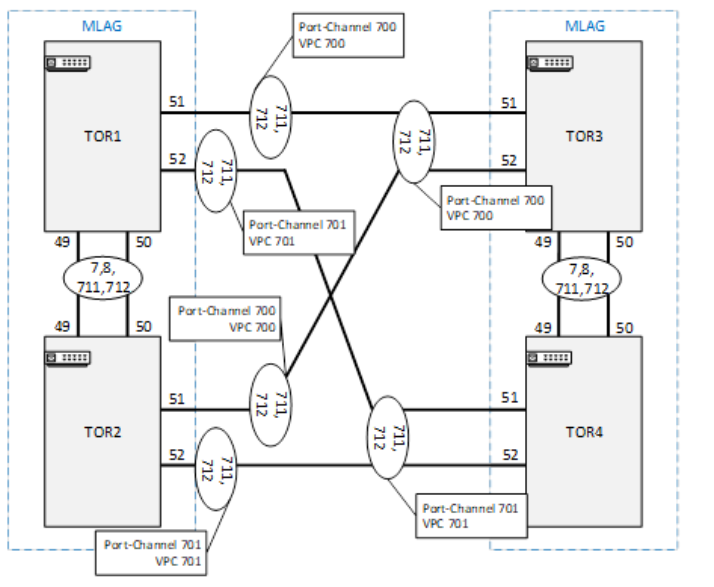 MLAG
MLAG
Port-Channel 700
VPC 700
51
711,
712
711,
712
51
TOR1
TOR3
52
711,
712
52
Port-Channel 700
VPC 700
Port-Channel 701
VPC 701
49
50
49
50
7,8,
711,712
7,8,
711,712
Port-Channel 700
VPC 700
49
50
49
50
51
711,
712
711,
712
51
TOR2
TOR4
52
711,
712
52
Port-Channel 701
VPC 701
Port-Channel 701
VPC 701